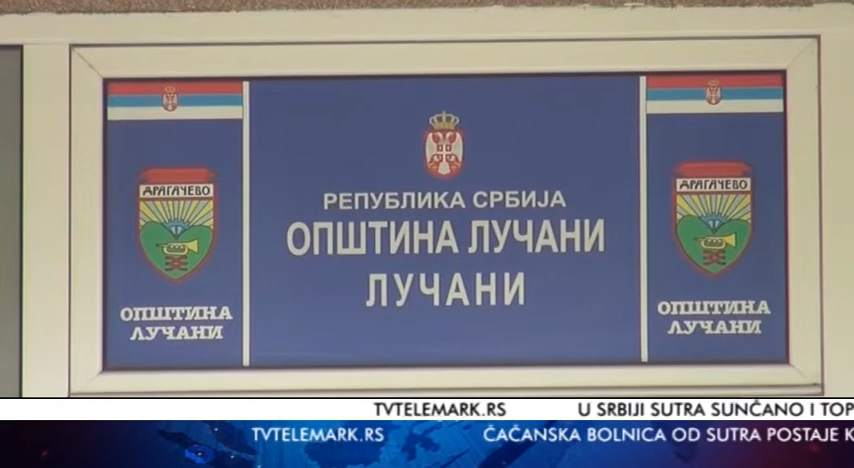 РЕПУБЛИКА СРБИЈА
ОПШТИНА ЛУЧАНИ
ЛУЧАНИ
ДРАГАЧЕВО
ОПШТИНА
ЛУЧАНИ
ДРАГАЧЕВО
ОПШТИНА
ЛУЧАНИ
TVTELEMARK.RS U SRBIJI SUTRA SUNČANO I TOP
TVTELEMARK.RS ČAČANSKA BOLNICA OD SUTRA POSTAJE K